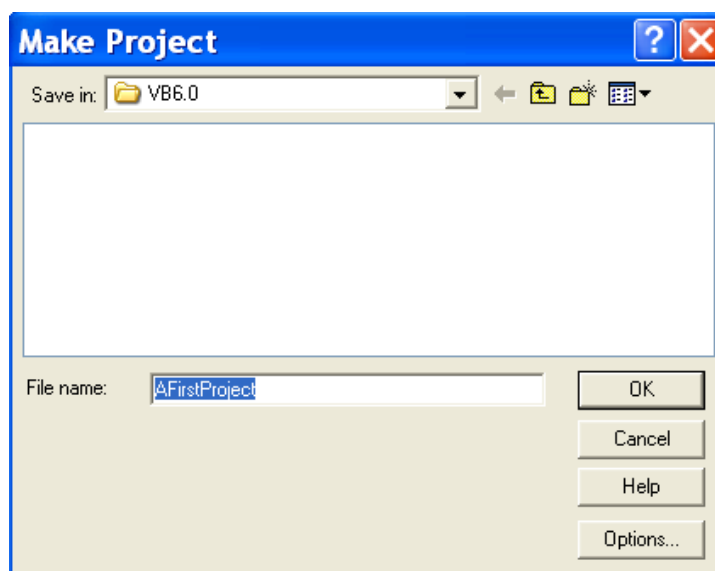 Make Project
Save in: VB6.0
File name: AFirstProject
OK
Cancel
Help
Options...